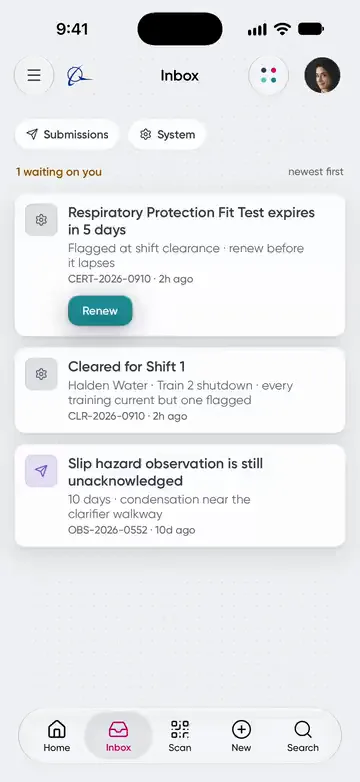 9:41
Inbox
Submissions
System
1 waiting on you
newest first
Respiratory Protection Fit Test expires
in 5 days
Flagged at shift clearance · renew before
it lapses
CERT-2026-0910 · 2h ago
Renew
Cleared for Shift 1
Halden Water · Train 2 shutdown · every
training current but one flagged
CLR-2026-0910 · 2h ago
Slip hazard observation is still
unacknowledged
10 days · condensation near the
clarifier walkway
OBS-2026-0552 · 10d ago
Home
Inbox
Scan
New
Search